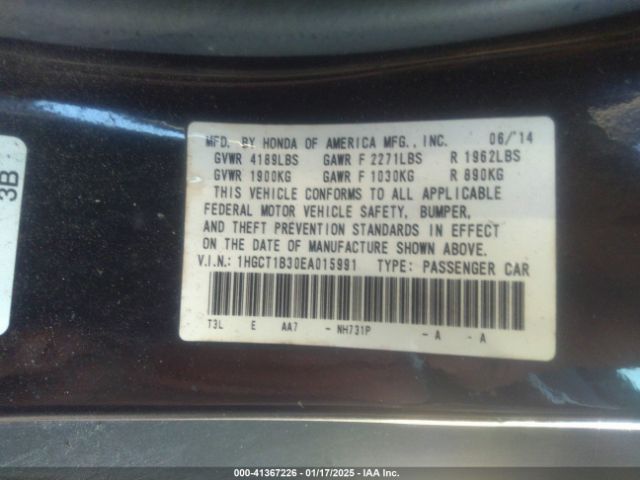 3B
MFD. BY HONDA OF AMERICA MFG., INC. 06/'14
GVWR 4189LBS GAWR F 2271LBS R 1962LBS
GVWR 1900KG GAWR F 1030KG R 890KG
THIS VEHICLE CONFORMS TO ALL APPLICABLE
FEDERAL MOTOR VEHICLE SAFETY, BUMPER,
AND THEFT PREVENTION STANDARDS IN EFFECT
ON THE DATE OF MANUFACTURE SHOWN ABOVE.
V.I.N.: 1HGCT1B30EA015991 TYPE: PASSENGER CAR
T3L E AA7 - NH731P - A - A
000-41367226 - 01/17/2025 - IAA Inc.